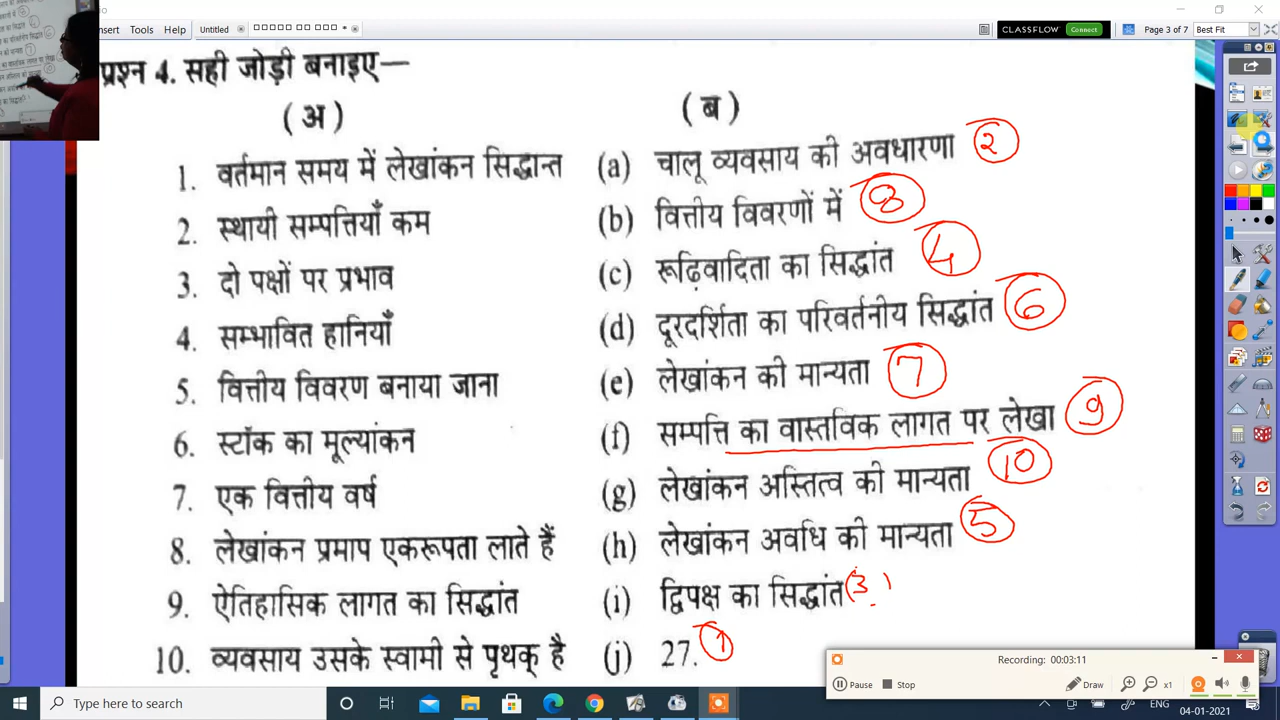 nsert Tools Help Untitled CLASSFLOW Connect Page 3 of 7 Best Fit
प्रश्न 4. सही जोड़ी बनाइए—
(अ) (ब)
1. वर्तमान समय में लेखांकन सिद्धान्त (a) चालू व्यवसाय की अवधारणा 2
2. स्थायी सम्पत्तियाँ कम (b) वित्तीय विवरणों में 8
3. दो पक्षों पर प्रभाव (c) रूढ़िवादिता का सिद्धांत 4
4. सम्भावित हानियाँ (d) दूरदर्शिता का परिवर्तनीय सिद्धांत 6
5. वित्तीय विवरण बनाया जाना (e) लेखांकन की मान्यता 7
6. स्टॉक का मूल्यांकन (f) सम्पत्ति का वास्तविक लागत पर लेखा 9
7. एक वित्तीय वर्ष (g) लेखांकन अस्तित्व की मान्यता 10
8. लेखांकन प्रमाप एकरूपता लाते हैं (h) लेखांकन अवधि की मान्यता 5
9. ऐतिहासिक लागत का सिद्धांत (i) द्विपक्ष का सिद्धांत (3)
10. व्यवसाय उसके स्वामी से पृथक् है (j) 27. 1
Recording: 00:03:11
Pause Stop Draw x1
Type here to search ENG 04-01-2021